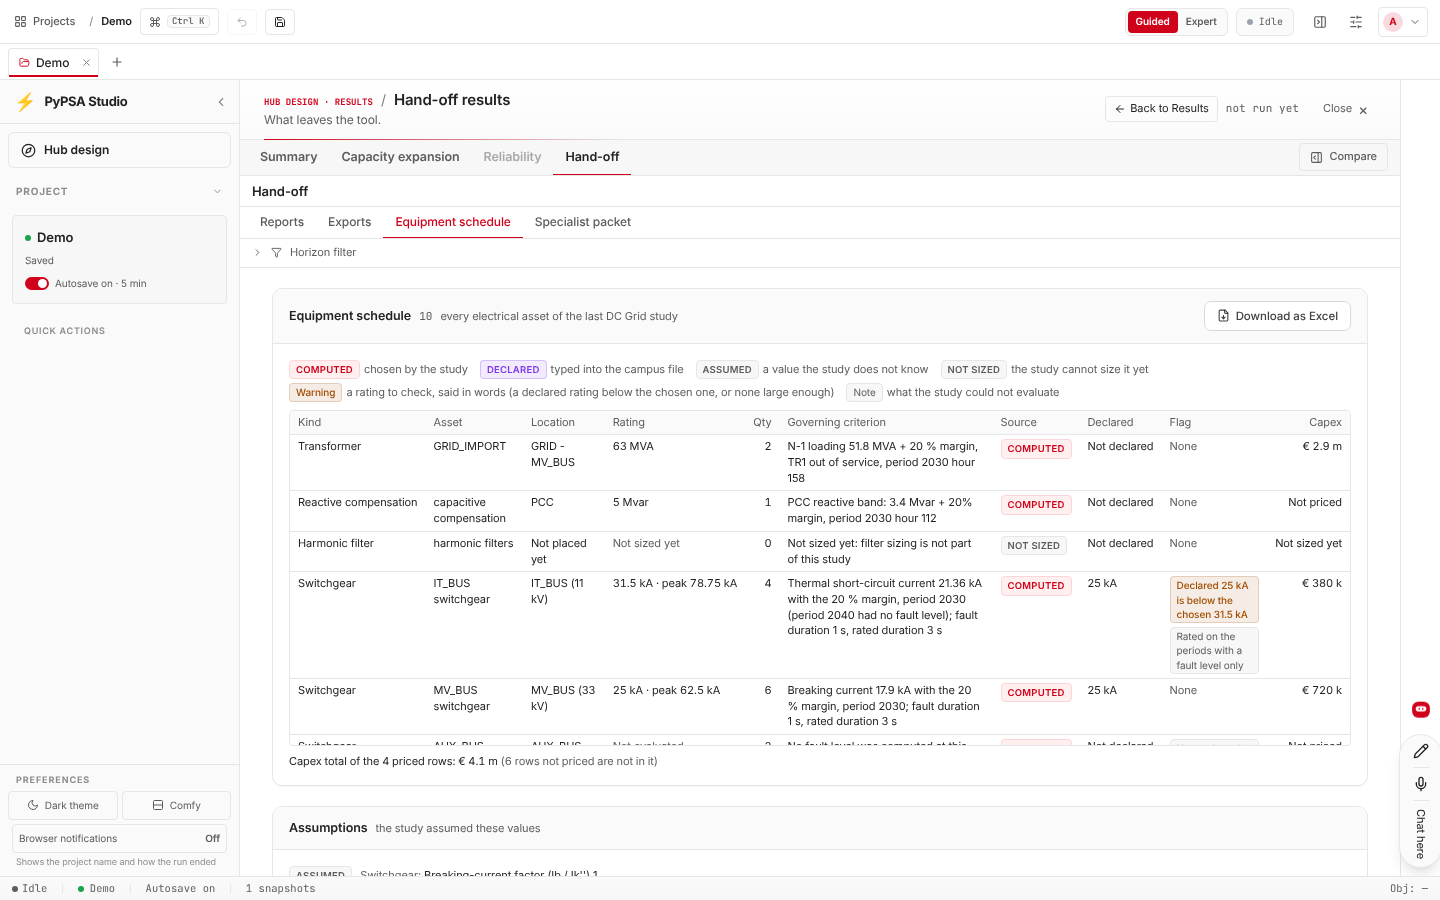 Projects / Demo Ctrl K Guided Expert Idle A
Demo
PyPSA Studio
Hub design
PROJECT
Demo
Saved
Autosave on · 5 min
QUICK ACTIONS
HUB DESIGN · RESULTS / Hand-off results
What leaves the tool.
Back to Results not run yet Close
Summary Capacity expansion Reliability Hand-off Compare
Hand-off
Reports Exports Equipment schedule Specialist packet
Horizon filter
Equipment schedule 10 every electrical asset of the last DC Grid study Download as Excel
COMPUTED chosen by the study DECLARED typed into the campus file ASSUMED a value the study does not know NOT SIZED the study cannot size it yet
Warning a rating to check, said in words (a declared rating below the chosen one, or none large enough) Note what the study could not evaluate
Kind Asset Location Rating Qty Governing criterion Source Declared Flag Capex
Transformer GRID_IMPORT GRID - 63 MVA 2 N-1 loading 51.8 MVA + 20 % margin, COMPUTED Not declared None € 2.9 m
MV_BUS TR1 out of service, period 2030 hour
158
Reactive compensation capacitive PCC 5 Mvar 1 PCC reactive band: 3.4 Mvar + 20% COMPUTED Not declared None Not priced
compensation margin, period 2030 hour 112
Harmonic filter harmonic filters Not placed Not sized yet 0 Not sized yet: filter sizing is not part NOT SIZED Not declared None Not sized yet
yet of this study
Switchgear IT_BUS IT_BUS (11 31.5 kA · peak 78.75 kA 4 Thermal short-circuit current 21.36 kA COMPUTED 25 kA Declared 25 kA € 380 k
switchgear kV) with the 20 % margin, period 2030 is below the
(period 2040 had no fault level); fault chosen 31.5 kA
duration 1 s, rated duration 3 s Rated on the
periods with a
fault level only
Switchgear MV_BUS MV_BUS (33 25 kA · peak 62.5 kA 6 Breaking current 17.9 kA with the 20 COMPUTED 25 kA None € 720 k
switchgear kV) % margin, period 2030; fault duration
1 s, rated duration 3 s
Capex total of the 4 priced rows: € 4.1 m (6 rows not priced are not in it)
Assumptions the study assumed these values
ASSUMED Switchgear: Breaking-current factor (Ib / Ik'') 1
PREFERENCES
Dark theme Comfy
Browser notifications Off
Shows the project name and how the run ended
Chat here
Idle Demo Autosave on 1 snapshots Obj: —